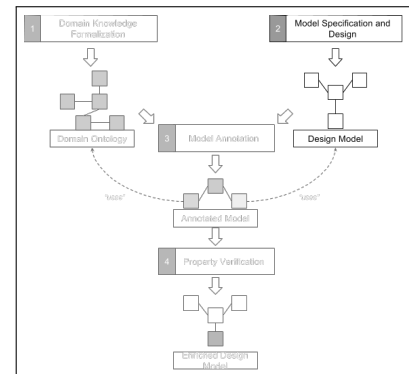 1
Domain Knowledge
Formalization
2
Model Specification and
Design
Domain Ontology
3
Model Annotation
Design Model
"uses"
"uses"
Annotated Model
4
Property Verification
Enriched Design
Model